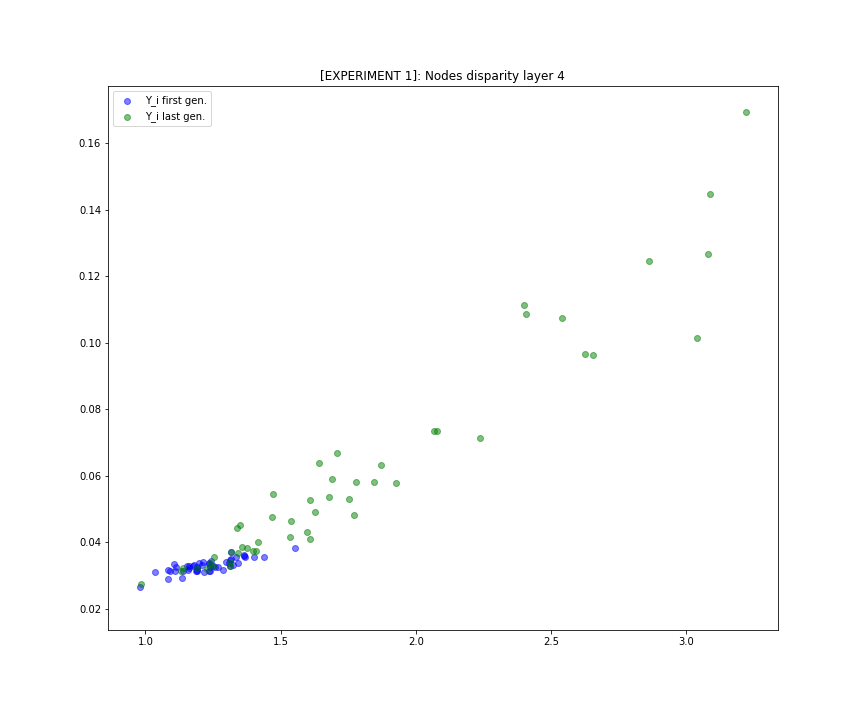 [EXPERIMENT 1]: Nodes disparity layer 4
Y_i first gen.
Y_i last gen.
0.16
0.14
0.12
0.10
0.08
0.06
0.04
0.02
1.0 1.5 2.0 2.5 3.0